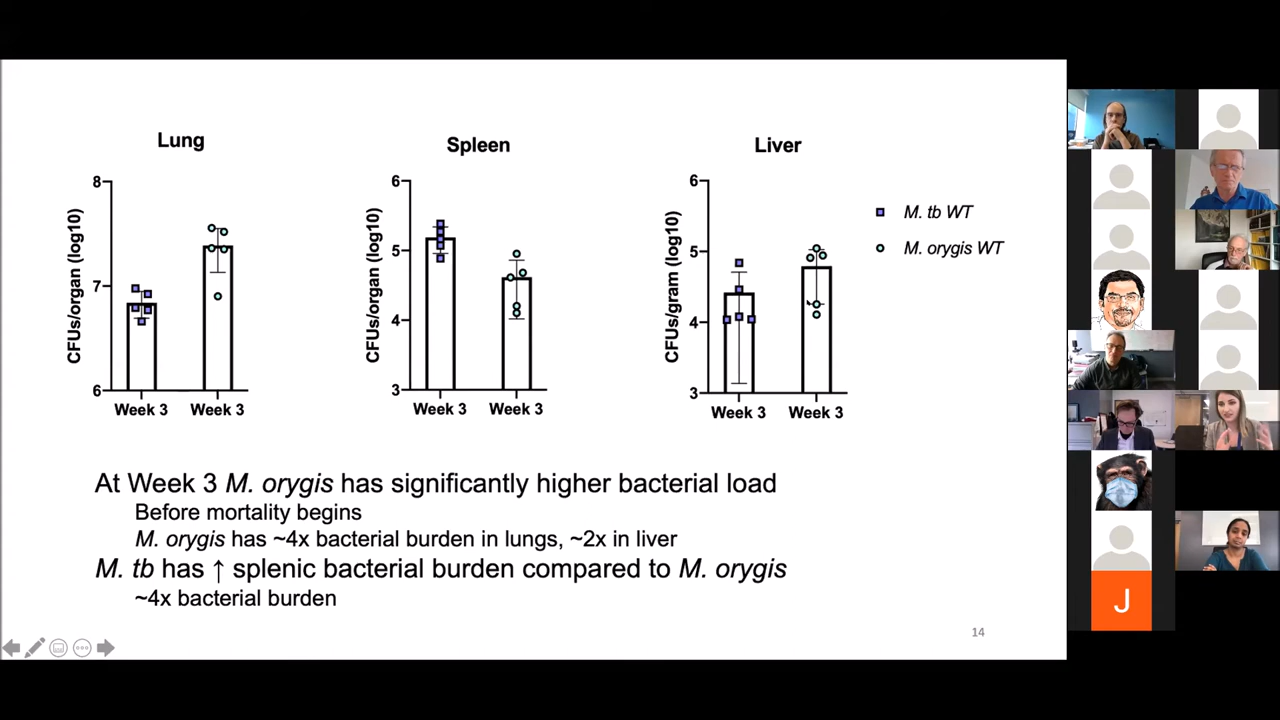 Lung
Spleen
Liver
CFUs/organ (log10)
8
7
6
Week 3
Week 3
CFUs/organ (log10)
6
5
4
3
Week 3
Week 3
CFUs/gram (log10)
6
5
4
3
Week 3
Week 3
M. tb WT
M. orygis WT
At Week 3 M. orygis has significantly higher bacterial load
Before mortality begins
M. orygis has ~4x bacterial burden in lungs, ~2x in liver
M. tb has ↑ splenic bacterial burden compared to M. orygis
~4x bacterial burden
14
J